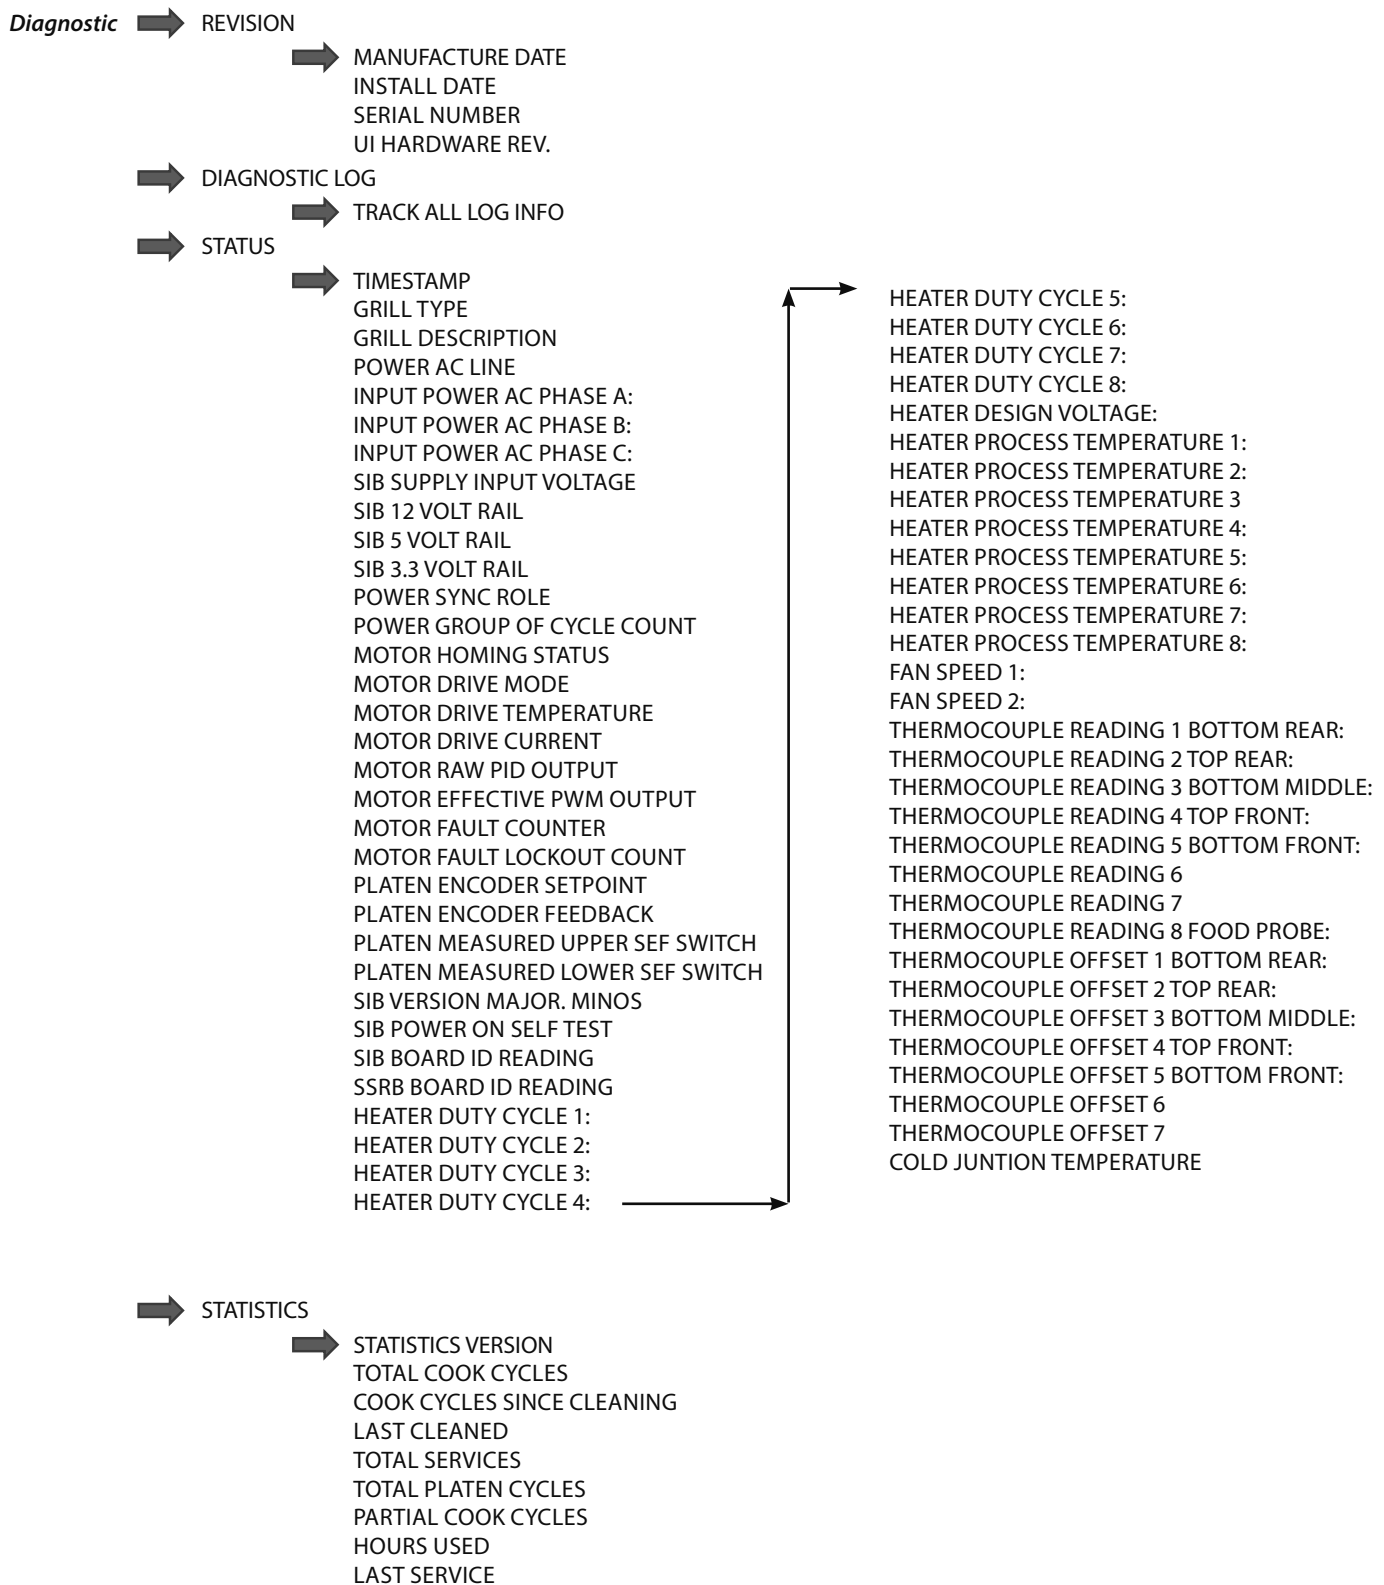 Diagnostic REVISION
MANUFACTURE DATE
INSTALL DATE
SERIAL NUMBER
UI HARDWARE REV.
DIAGNOSTIC LOG
TRACK ALL LOG INFO
STATUS
TIMESTAMP
GRILL TYPE
GRILL DESCRIPTION
POWER AC LINE
INPUT POWER AC PHASE A:
INPUT POWER AC PHASE B:
INPUT POWER AC PHASE C:
SIB SUPPLY INPUT VOLTAGE
SIB 12 VOLT RAIL
SIB 5 VOLT RAIL
SIB 3.3 VOLT RAIL
POWER SYNC ROLE
POWER GROUP OF CYCLE COUNT
MOTOR HOMING STATUS
MOTOR DRIVE MODE
MOTOR DRIVE TEMPERATURE
MOTOR DRIVE CURRENT
MOTOR RAW PID OUTPUT
MOTOR EFFECTIVE PWM OUTPUT
MOTOR FAULT COUNTER
MOTOR FAULT LOCKOUT COUNT
PLATEN ENCODER SETPOINT
PLATEN ENCODER FEEDBACK
PLATEN MEASURED UPPER SEF SWITCH
PLATEN MEASURED LOWER SEF SWITCH
SIB VERSION MAJOR. MINOS
SIB POWER ON SELF TEST
SIB BOARD ID READING
SSRB BOARD ID READING
HEATER DUTY CYCLE 1:
HEATER DUTY CYCLE 2:
HEATER DUTY CYCLE 3:
HEATER DUTY CYCLE 4:
HEATER DUTY CYCLE 5:
HEATER DUTY CYCLE 6:
HEATER DUTY CYCLE 7:
HEATER DUTY CYCLE 8:
HEATER DESIGN VOLTAGE:
HEATER PROCESS TEMPERATURE 1:
HEATER PROCESS TEMPERATURE 2:
HEATER PROCESS TEMPERATURE 3
HEATER PROCESS TEMPERATURE 4:
HEATER PROCESS TEMPERATURE 5:
HEATER PROCESS TEMPERATURE 6:
HEATER PROCESS TEMPERATURE 7:
HEATER PROCESS TEMPERATURE 8:
FAN SPEED 1:
FAN SPEED 2:
THERMOCOUPLE READING 1 BOTTOM REAR:
THERMOCOUPLE READING 2 TOP REAR:
THERMOCOUPLE READING 3 BOTTOM MIDDLE:
THERMOCOUPLE READING 4 TOP FRONT:
THERMOCOUPLE READING 5 BOTTOM FRONT:
THERMOCOUPLE READING 6
THERMOCOUPLE READING 7
THERMOCOUPLE READING 8 FOOD PROBE:
THERMOCOUPLE OFFSET 1 BOTTOM REAR:
THERMOCOUPLE OFFSET 2 TOP REAR:
THERMOCOUPLE OFFSET 3 BOTTOM MIDDLE:
THERMOCOUPLE OFFSET 4 TOP FRONT:
THERMOCOUPLE OFFSET 5 BOTTOM FRONT:
THERMOCOUPLE OFFSET 6
THERMOCOUPLE OFFSET 7
COLD JUNTION TEMPERATURE
STATISTICS
STATISTICS VERSION
TOTAL COOK CYCLES
COOK CYCLES SINCE CLEANING
LAST CLEANED
TOTAL SERVICES
TOTAL PLATEN CYCLES
PARTIAL COOK CYCLES
HOURS USED
LAST SERVICE